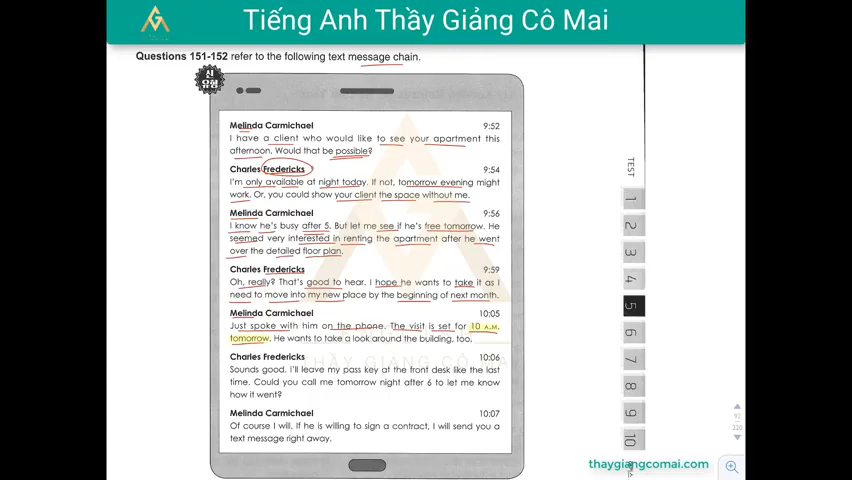 Tiếng Anh Thầy Giảng Cô Mai
Questions 151-152 refer to the following text message chain.
Melinda Carmichael 9:52
I have a client who would like to see your apartment this
afternoon. Would that be possible?
Charles Fredericks 9:54
I'm only available at night today. If not, tomorrow evening might
work. Or, you could show your client the space without me.
Melinda Carmichael 9:56
I know he's busy after 5. But let me see if he's free tomorrow. He
seemed very interested in renting the apartment after he went
over the detailed floor plan.
Charles Fredericks 9:59
Oh, really? That's good to hear. I hope he wants to take it as I
need to move into my new place by the beginning of next month.
Melinda Carmichael 10:05
Just spoke with him on the phone. The visit is set for 10 A.M.
tomorrow. He wants to take a look around the building, too.
THẦY GIẢNG CÔ MAI
Charles Fredericks 10:06
Sounds good. I'll leave my pass key at the front desk like the last
time. Could you call me tomorrow night after 6 to let me know
how it went?
Melinda Carmichael 10:07
Of course I will. If he is willing to sign a contract, I will send you a
text message right away.
TEST
1
2
3
4
5
6
7
8
9
10
thaygiangcomai.com